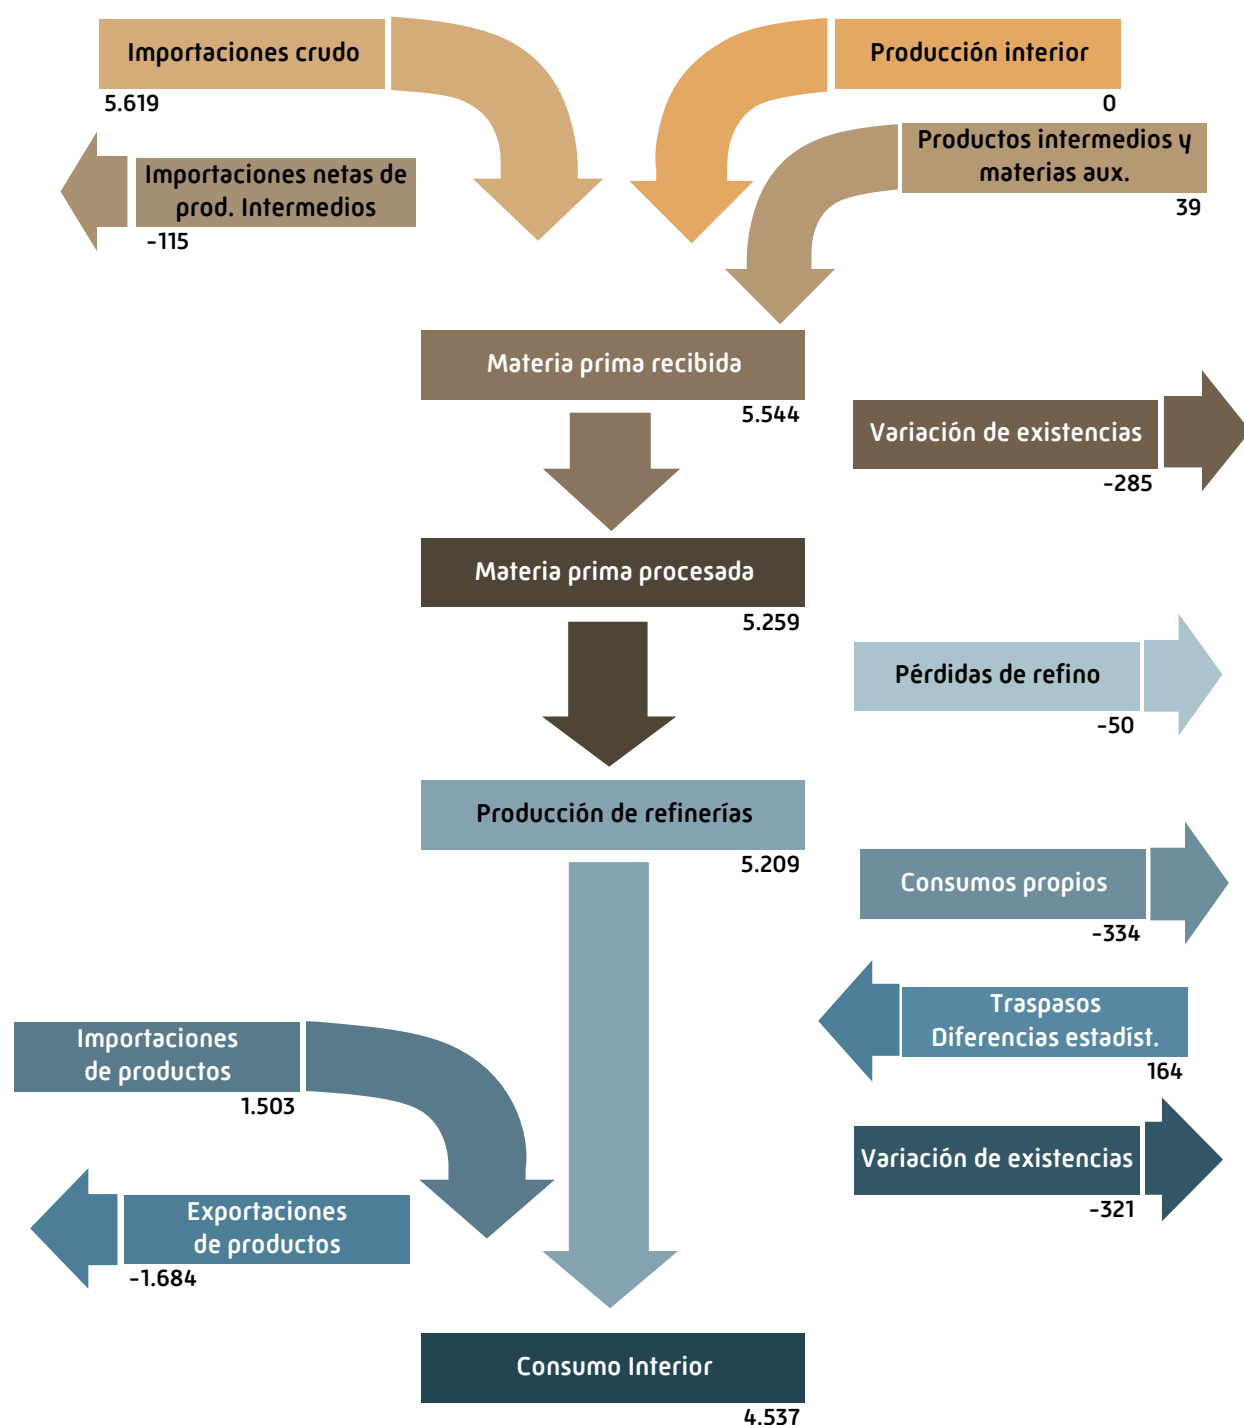 Importaciones crudo
5.619
Producción interior
0
Importaciones netas de
prod. Intermedios
-115
Productos intermedios y
materias aux.
39
Materia prima recibida
5.544
Variación de existencias
-285
Materia prima procesada
5.259
Pérdidas de refino
-50
Producción de refinerías
5.209
Consumos propios
-334
Traspasos
Diferencias estadíst.
164
Importaciones
de productos
1.503
Variación de existencias
-321
Exportaciones
de productos
-1.684
Consumo Interior
4.537